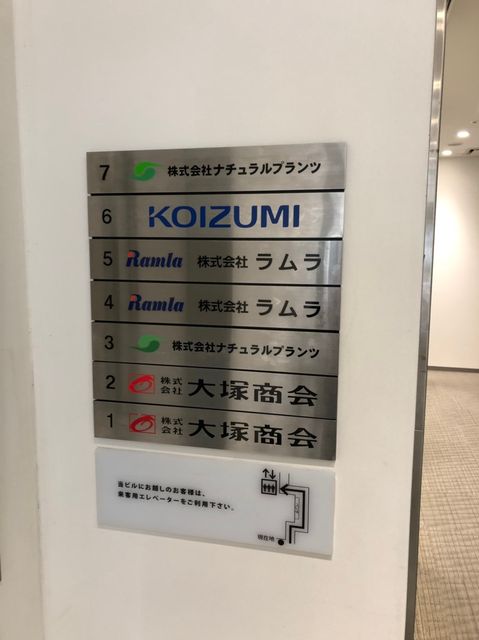 7 株式会社ナチュラルプランツ
6 KOIZUMI
5 Ramla 株式会社 ラムラ
4 Ramla 株式会社 ラムラ
3 株式会社ナチュラルプランツ
2 株式会社 大塚商会
1 株式会社 大塚商会
当ビルにお越しのお客様は、
来客用エレベーターをご利用下さい。
現在地